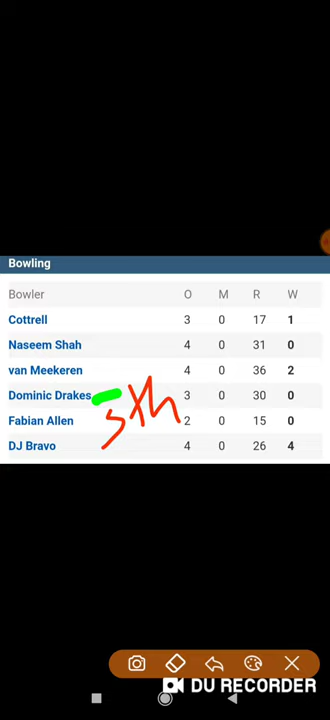 Bowling
Bowler O M R W
Cottrell 3 0 17 1
Naseem Shah 4 0 31 0
van Meekeren 4 0 36 2
Dominic Drakes 3 0 30 0
sxh
Fabian Allen 2 0 15 0
DJ Bravo 4 0 26 4
DU RECORDER